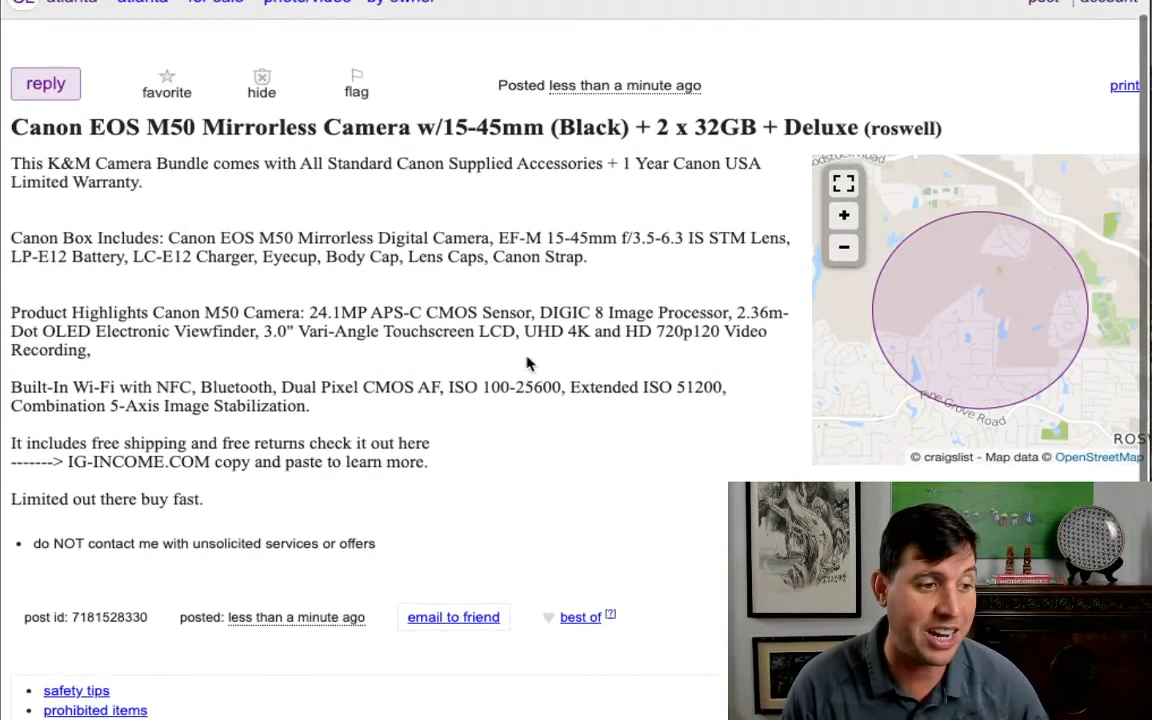 CL atlanta atlanta for sale photo/video by owner post account
reply
favorite hide flag
Posted less than a minute ago
print
Canon EOS M50 Mirrorless Camera w/15-45mm (Black) + 2 x 32GB + Deluxe (roswell)
This K&M Camera Bundle comes with All Standard Canon Supplied Accessories + 1 Year Canon USA
Limited Warranty.
Canon Box Includes: Canon EOS M50 Mirrorless Digital Camera, EF-M 15-45mm f/3.5-6.3 IS STM Lens,
LP-E12 Battery, LC-E12 Charger, Eyecup, Body Cap, Lens Caps, Canon Strap.
Product Highlights Canon M50 Camera: 24.1MP APS-C CMOS Sensor, DIGIC 8 Image Processor, 2.36m-
Dot OLED Electronic Viewfinder, 3.0" Vari-Angle Touchscreen LCD, UHD 4K and HD 720p120 Video
Recording,
Built-In Wi-Fi with NFC, Bluetooth, Dual Pixel CMOS AF, ISO 100-25600, Extended ISO 51200,
Combination 5-Axis Image Stabilization.
It includes free shipping and free returns check it out here
-------> IG-INCOME.COM copy and paste to learn more.
Limited out there buy fast.
• do NOT contact me with unsolicited services or offers
post id: 7181528330 posted: less than a minute ago email to friend ♥ best of [?]
• safety tips
• prohibited items
+
−
Pine Grove Road
ROS
© craigslist - Map data © OpenStreetMap
ANCIENT GREECE